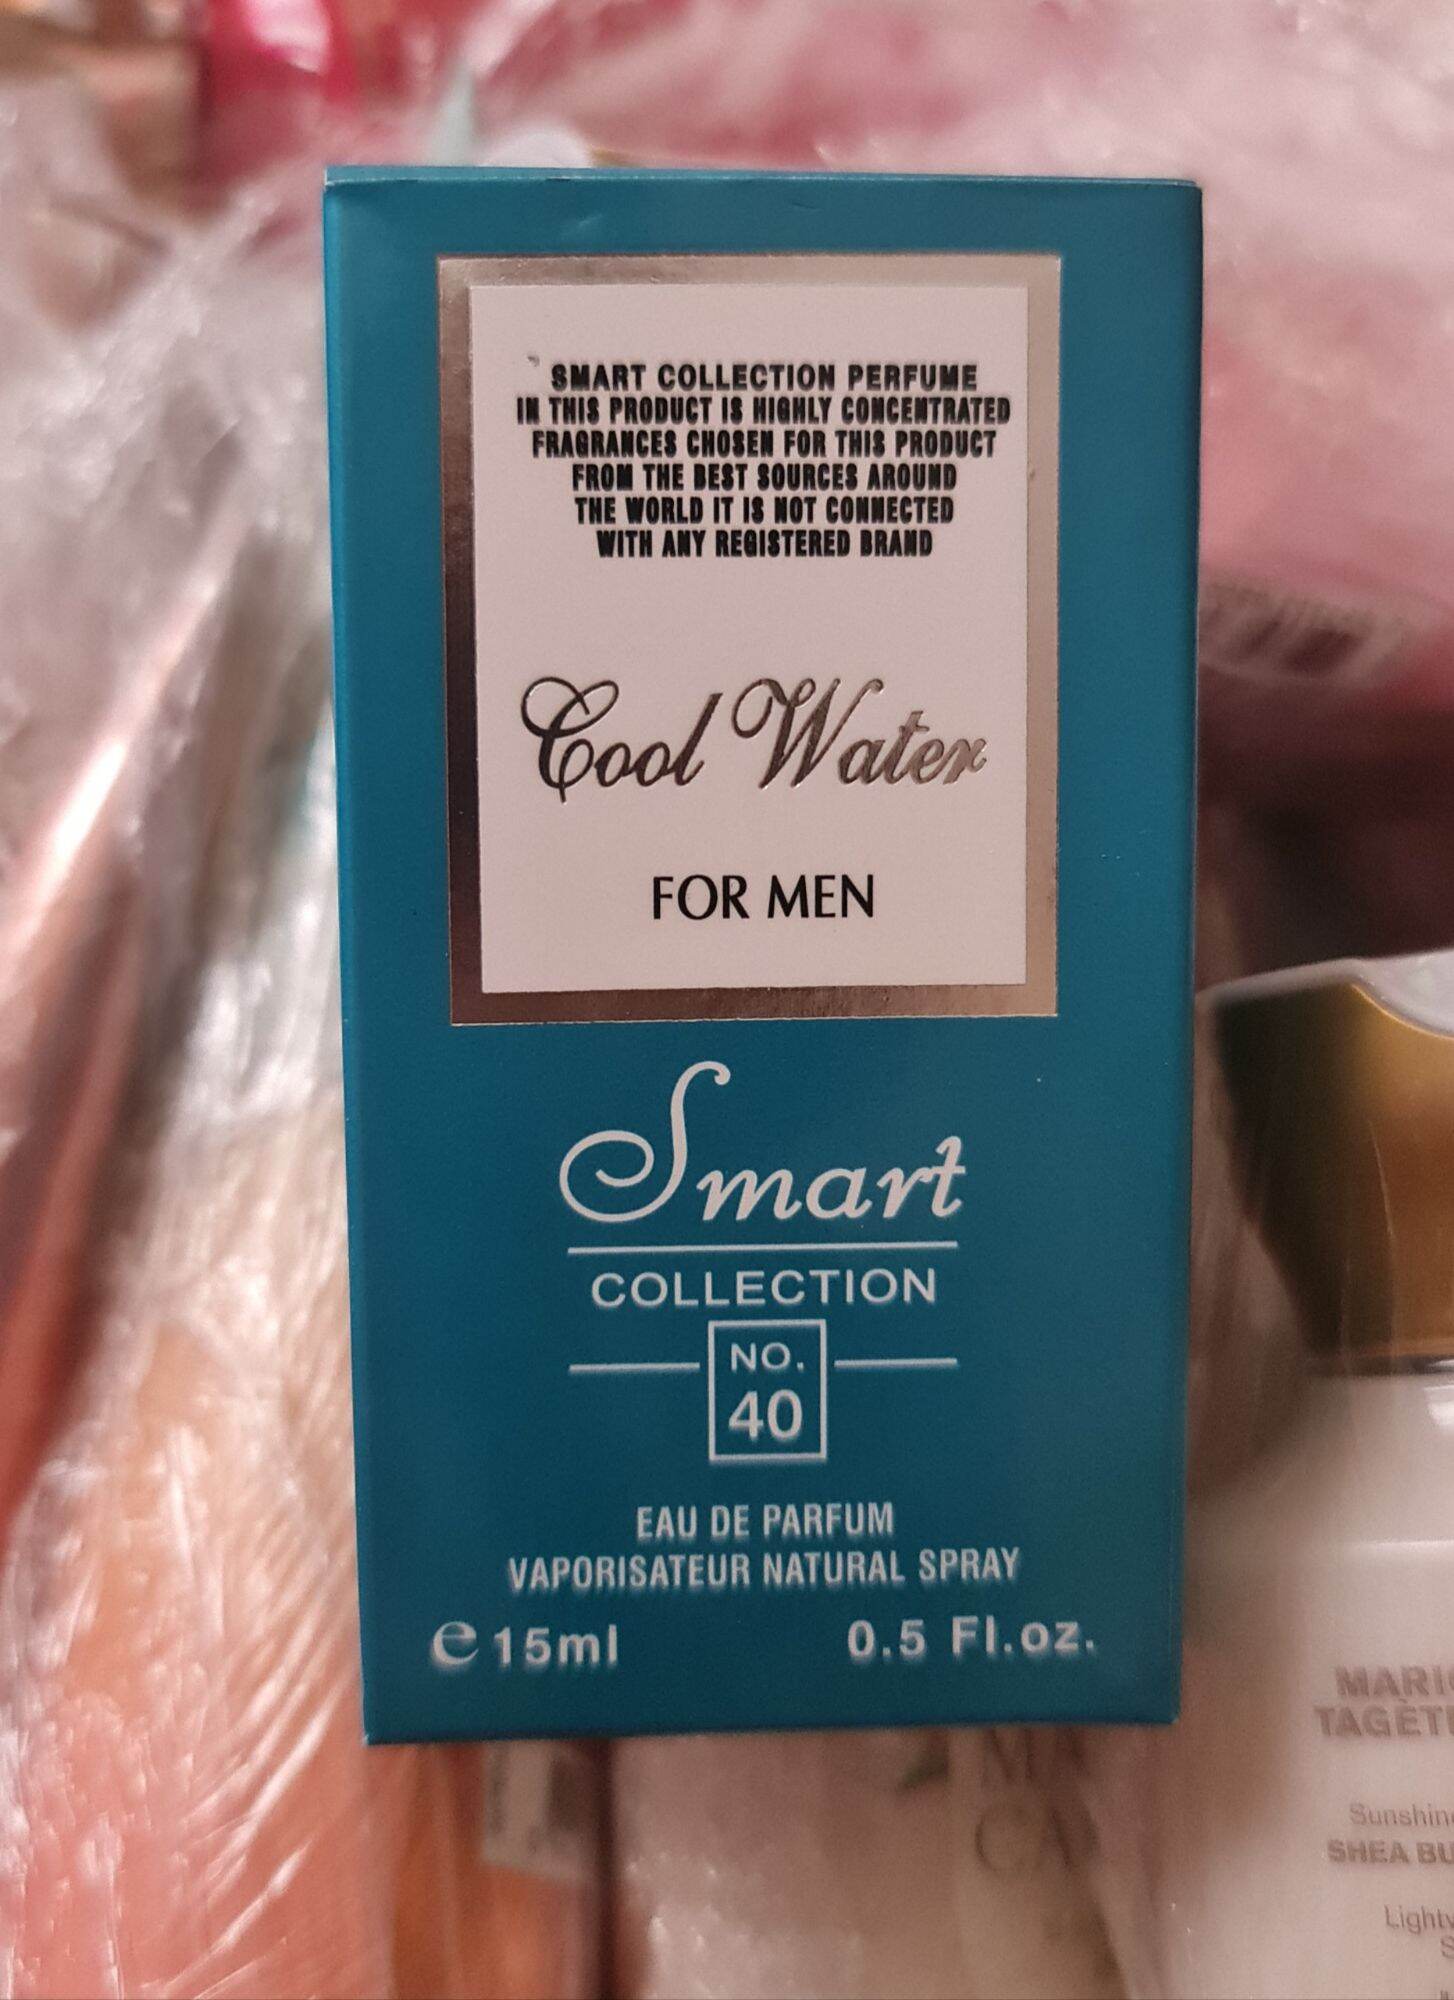 SMART COLLECTION PERFUME
IN THIS PRODUCT IS HIGHLY CONCENTRATED
FRAGRANCES CHOSEN FOR THIS PRODUCT
FROM THE BEST SOURCES AROUND
THE WORLD IT IS NOT CONNECTED
WITH ANY REGISTERED BRAND
Cool Water
FOR MEN
Smart
COLLECTION
NO.
40
EAU DE PARFUM
VAPORISATEUR NATURAL SPRAY
e 15ml 0.5 Fl.oz.
SHEA